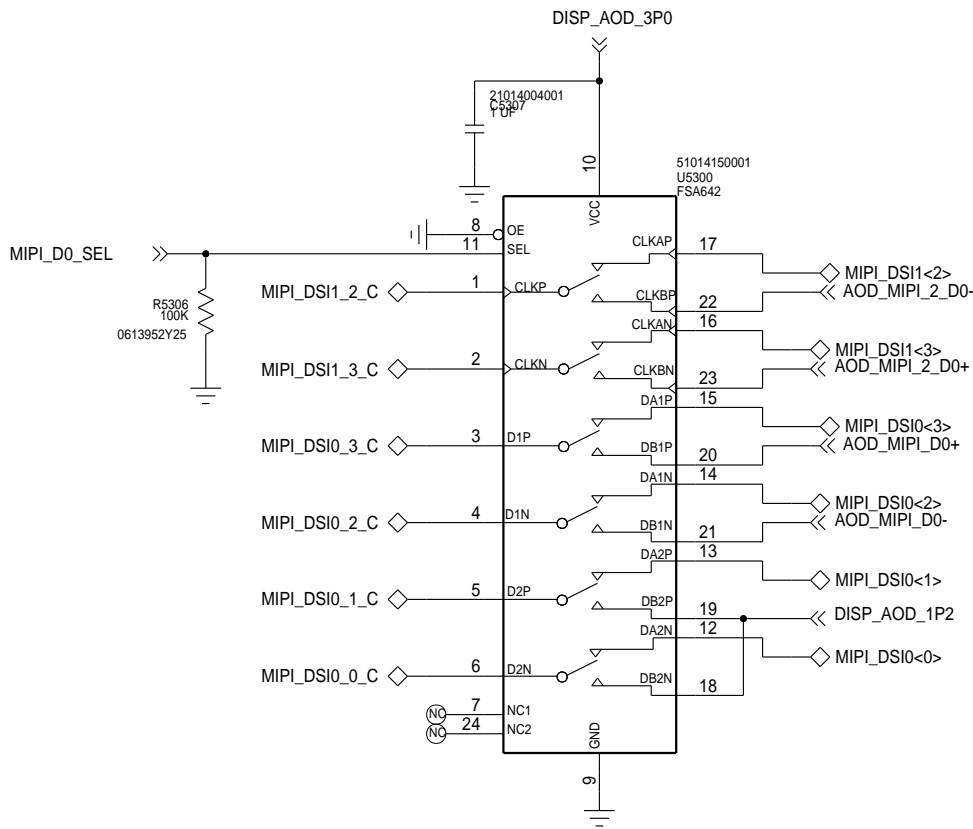 DISP_AOD_3P0
21014004001
C5307
1 UF
10
51014150001
U5300
FSA642
VCC
8
OE
11
SEL
MIPI_D0_SEL
R5306
100K
0613952Y25
CLKAP
17
MIPI_DSI1<2>
MIPI_DSI1_2_C
1
CLKP
CLKBP
22
AOD_MIPI_2_D0-
CLKAN
16
MIPI_DSI1<3>
MIPI_DSI1_3_C
2
CLKN
CLKBN
23
AOD_MIPI_2_D0+
DA1P
15
MIPI_DSI0<3>
MIPI_DSI0_3_C
3
D1P
DB1P
20
AOD_MIPI_D0+
DA1N
14
MIPI_DSI0<2>
MIPI_DSI0_2_C
4
D1N
DB1N
21
AOD_MIPI_D0-
DA2P
13
MIPI_DSI0<1>
MIPI_DSI0_1_C
5
D2P
DB2P
19
DISP_AOD_1P2
DA2N
12
MIPI_DSI0<0>
MIPI_DSI0_0_C
6
D2N
DB2N
18
NC
7
NC1
NC
24
NC2
GND
9